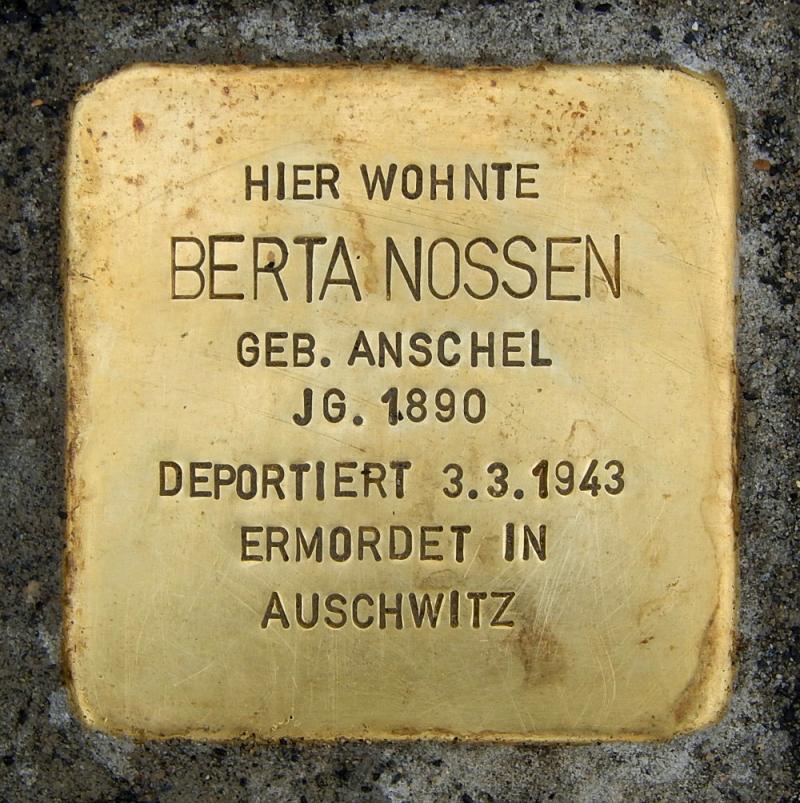 HIER WOHNTE
BERTA NOSSEN
GEB. ANSCHEL
JG. 1890
DEPORTIERT 3.3.1943
ERMORDET IN
AUSCHWITZ